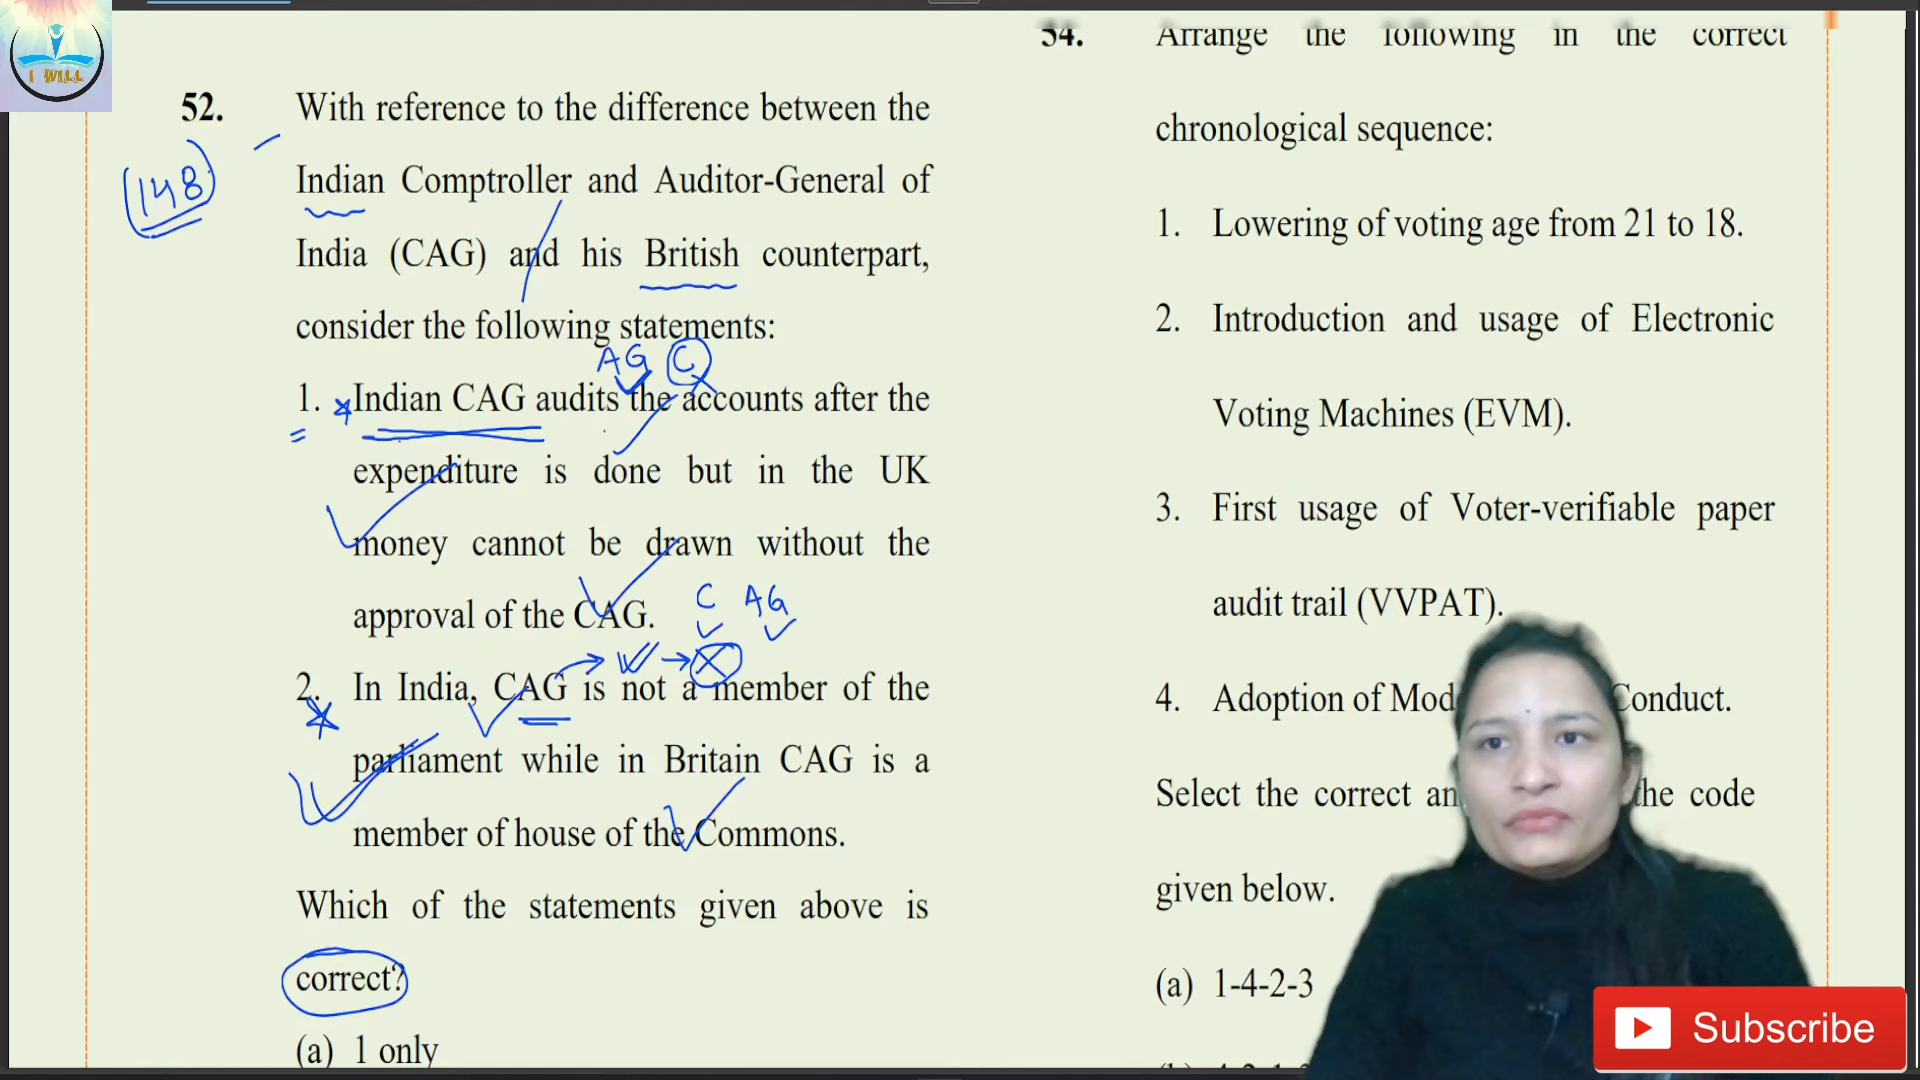 I WILL
52. With reference to the difference between the
Indian Comptroller and Auditor-General of
India (CAG) and his British counterpart,
consider the following statements:
1. Indian CAG audits the accounts after the
expenditure is done but in the UK
money cannot be drawn without the
approval of the CAG.
2. In India, CAG is not a member of the
parliament while in Britain CAG is a
member of house of the Commons.
Which of the statements given above is
correct?
(a) 1 only
148
AG C
C AG
54. Arrange the following in the correct
chronological sequence:
1. Lowering of voting age from 21 to 18.
2. Introduction and usage of Electronic
Voting Machines (EVM).
3. First usage of Voter-verifiable paper
audit trail (VVPAT).
4. Adoption of Mod Conduct.
Select the correct an the code
given below.
(a) 1-4-2-3
Subscribe